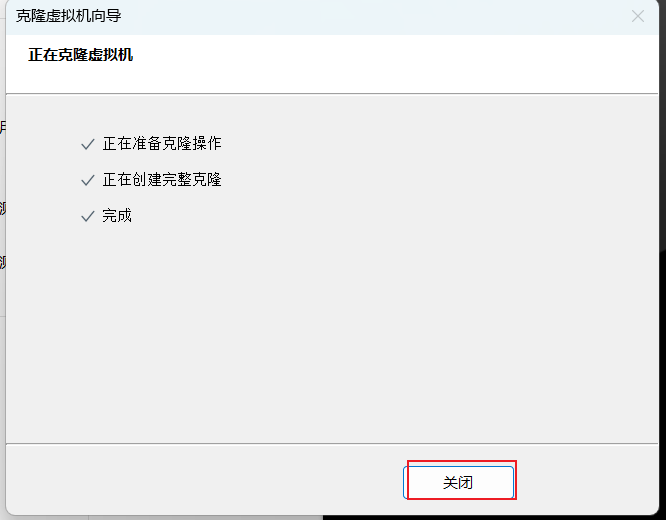 克隆虚拟机向导
正在克隆虚拟机
正在准备克隆操作
正在创建完整克隆
完成
关闭